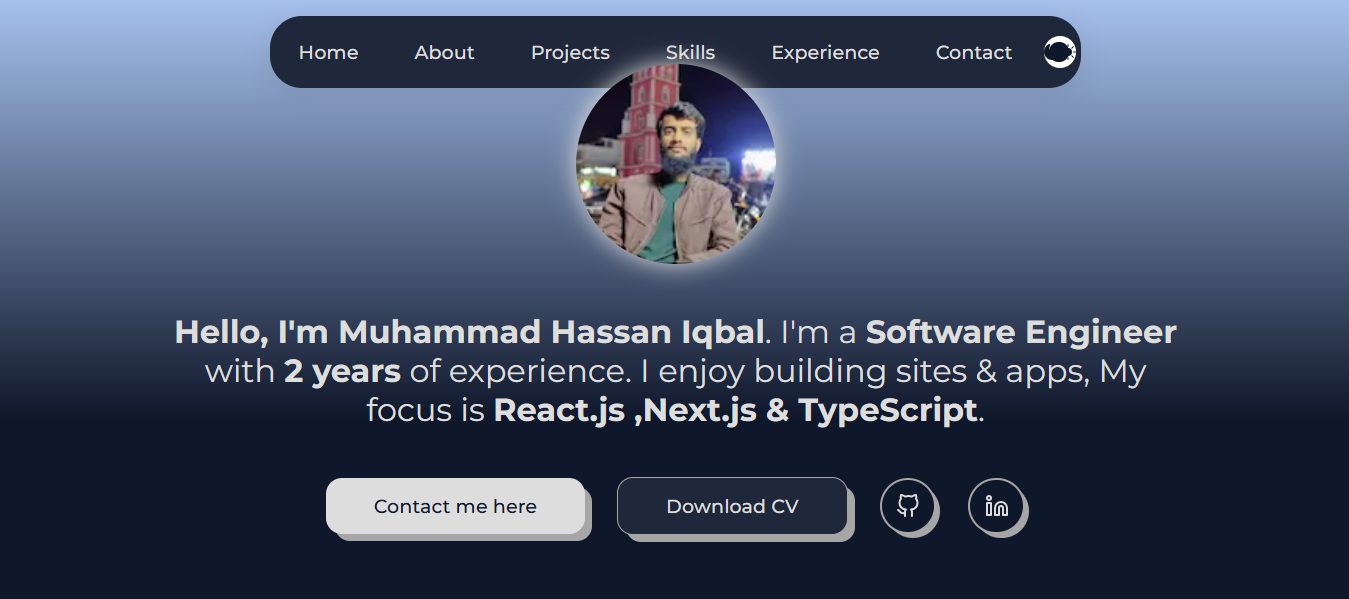 Home About Projects Skills Experience Contact
Hello, I'm Muhammad Hassan Iqbal. I'm a Software Engineer
with 2 years of experience. I enjoy building sites & apps, My
focus is React.js ,Next.js & TypeScript.
Contact me here Download CV in